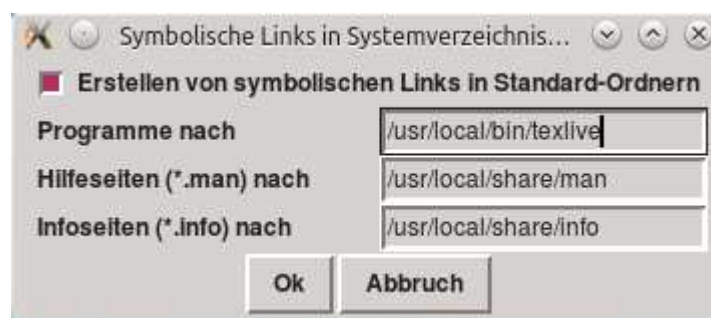 Symbolische Links in Systemverzeichnis...
Erstellen von symbolischen Links in Standard-Ordnern
Programme nach /usr/local/bin/texlive
Hilfeseiten (*.man) nach /usr/local/share/man
Infoseiten (*.info) nach /usr/local/share/info
Ok Abbruch